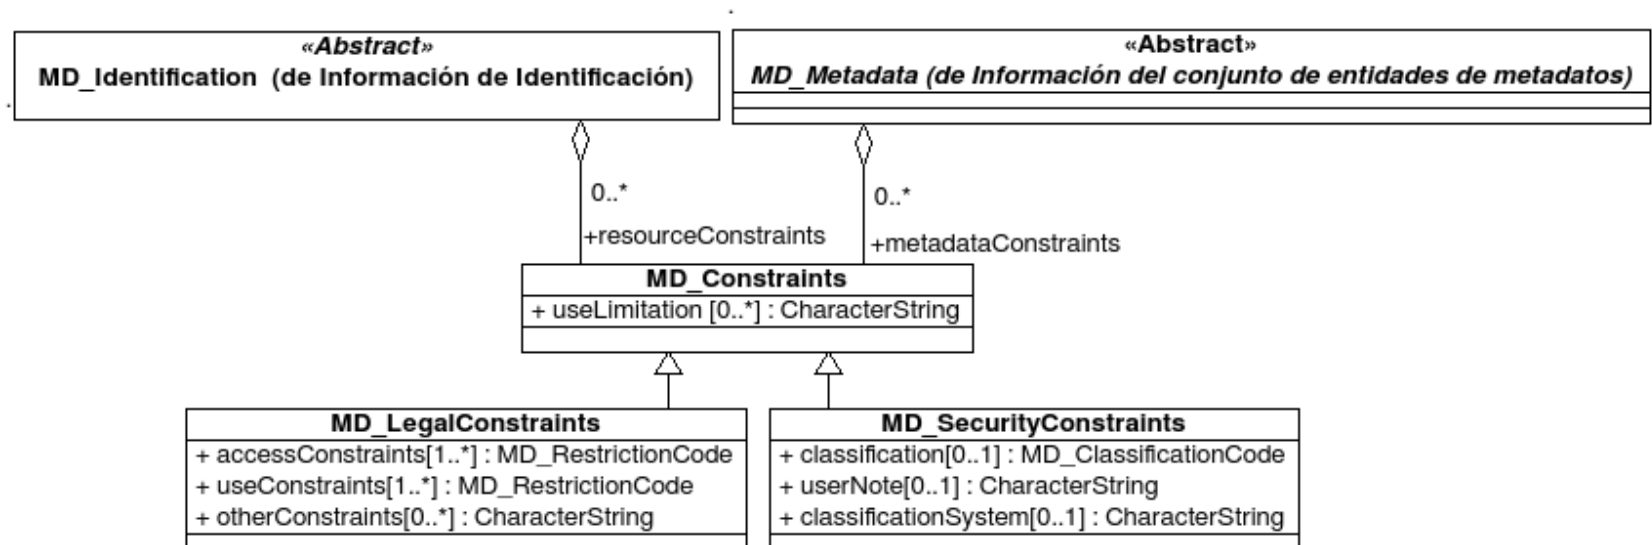 «Abstract»
MD_Identification (de Información de Identificación)
«Abstract»
MD_Metadata (de Información del conjunto de entidades de metadatos)
0..*
+resourceConstraints
0..*
+metadataConstraints
MD_Constraints
+ useLimitation [0..*] : CharacterString
MD_LegalConstraints
+ accessConstraints[1..*] : MD_RestrictionCode
+ useConstraints[1..*] : MD_RestrictionCode
+ otherConstraints[0..*] : CharacterString
MD_SecurityConstraints
+ classification[0..1] : MD_ClassificationCode
+ userNote[0..1] : CharacterString
+ classificationSystem[0..1] : CharacterString